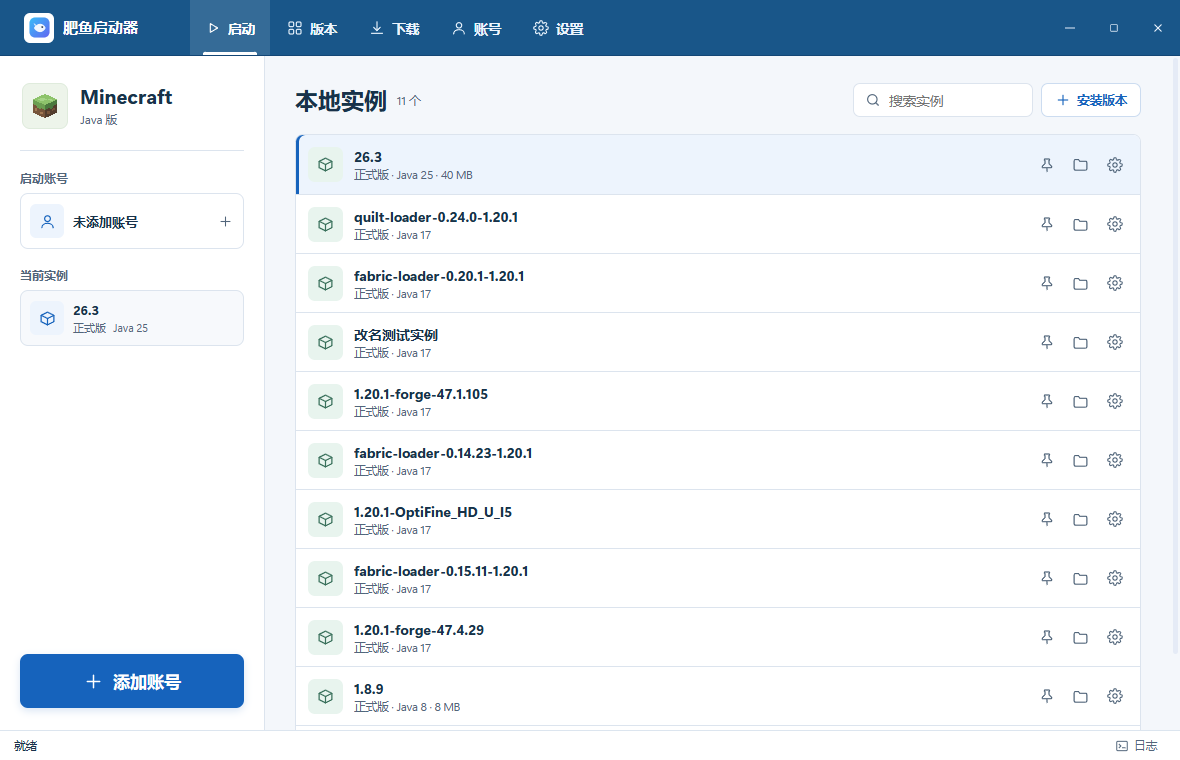 肥鱼启动器
启动
版本
下载
账号
设置
Minecraft
Java 版
启动账号
未添加账号
当前实例
26.3
正式版 Java 25
添加账号
本地实例 11 个
搜索实例
安装版本
26.3
正式版 · Java 25 · 40 MB
quilt-loader-0.24.0-1.20.1
正式版 · Java 17
fabric-loader-0.20.1-1.20.1
正式版 · Java 17
改名测试实例
正式版 · Java 17
1.20.1-forge-47.1.105
正式版 · Java 17
fabric-loader-0.14.23-1.20.1
正式版 · Java 17
1.20.1-OptiFine_HD_U_I5
正式版 · Java 17
fabric-loader-0.15.11-1.20.1
正式版 · Java 17
1.20.1-forge-47.4.29
正式版 · Java 17
1.8.9
正式版 · Java 8 · 8 MB
就绪
日志